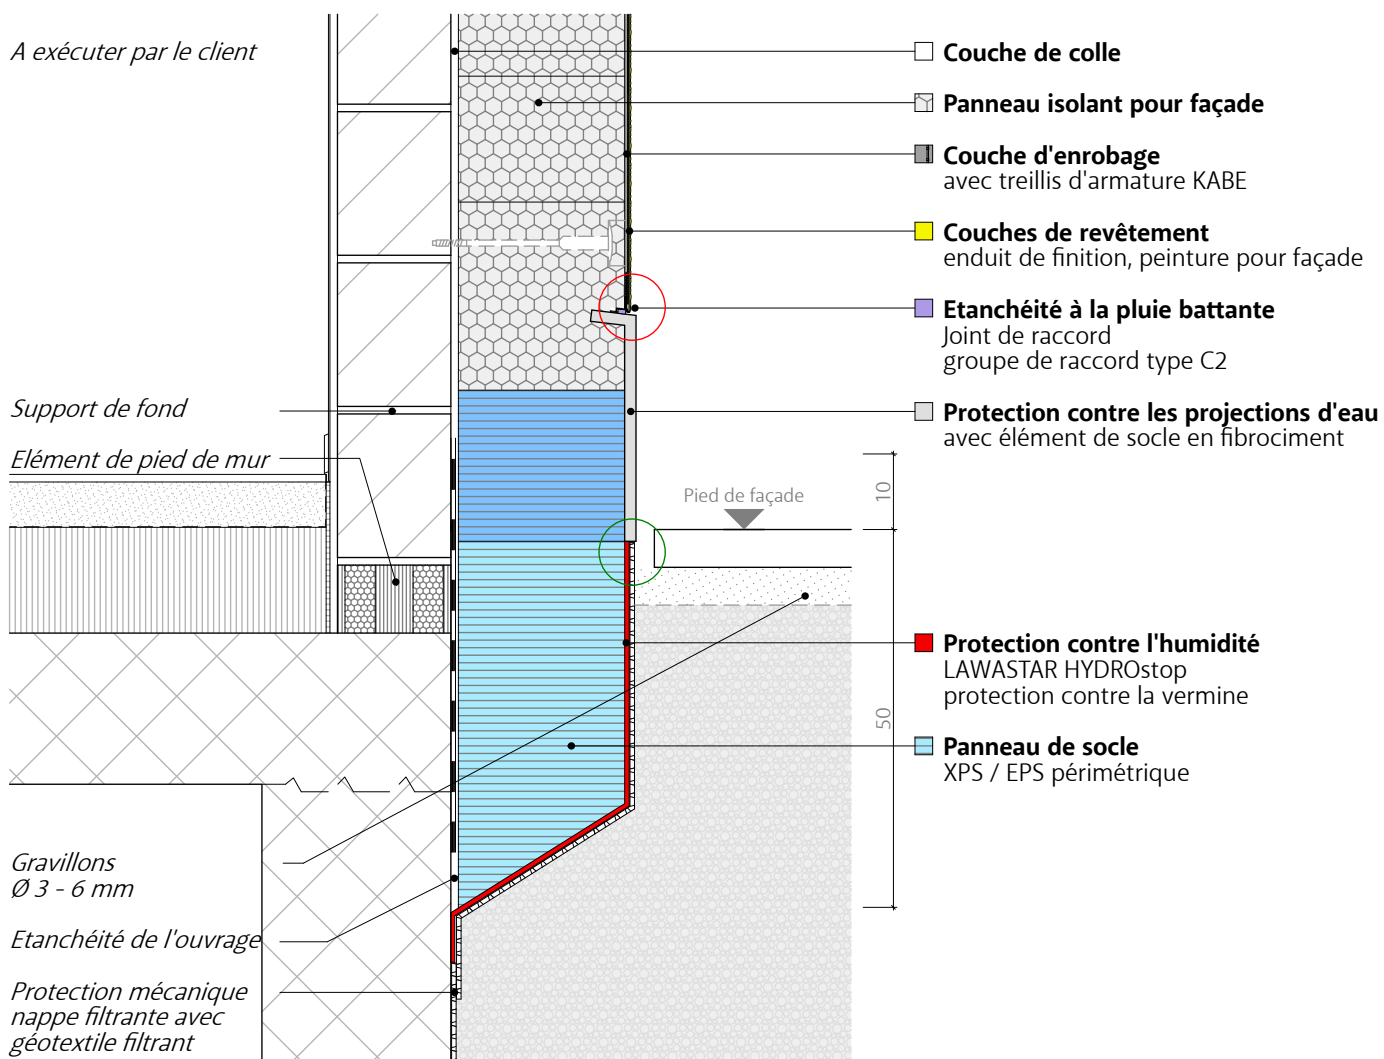 A exécuter par le client
Support de fond
Elément de pied de mur
Gravillons
Ø 3 - 6 mm
Etanchéité de l'ouvrage
Protection mécanique
nappe filtrante avec
géotextile filtrant
Pied de façade
10
50
Couche de colle
Panneau isolant pour façade
Couche d'enrobage
avec treillis d'armature KABE
Couches de revêtement
enduit de finition, peinture pour façade
Etanchéité à la pluie battante
Joint de raccord
groupe de raccord type C2
Protection contre les projections d'eau
avec élément de socle en fibrociment
Protection contre l'humidité
LAWASTAR HYDROstop
protection contre la vermine
Panneau de socle
XPS / EPS périmétrique